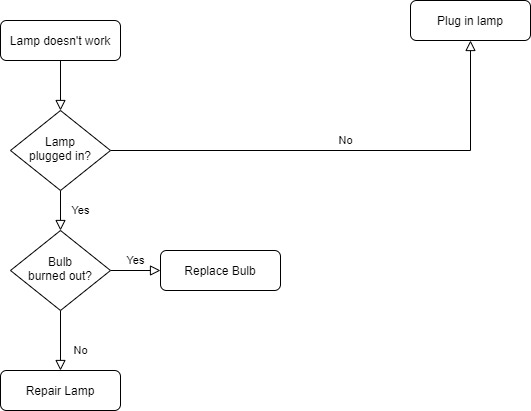 Plug in lamp
Lamp doesn't work
Lamp
plugged in?
No
Yes
Bulb
burned out?
Yes
Replace Bulb
No
Repair Lamp